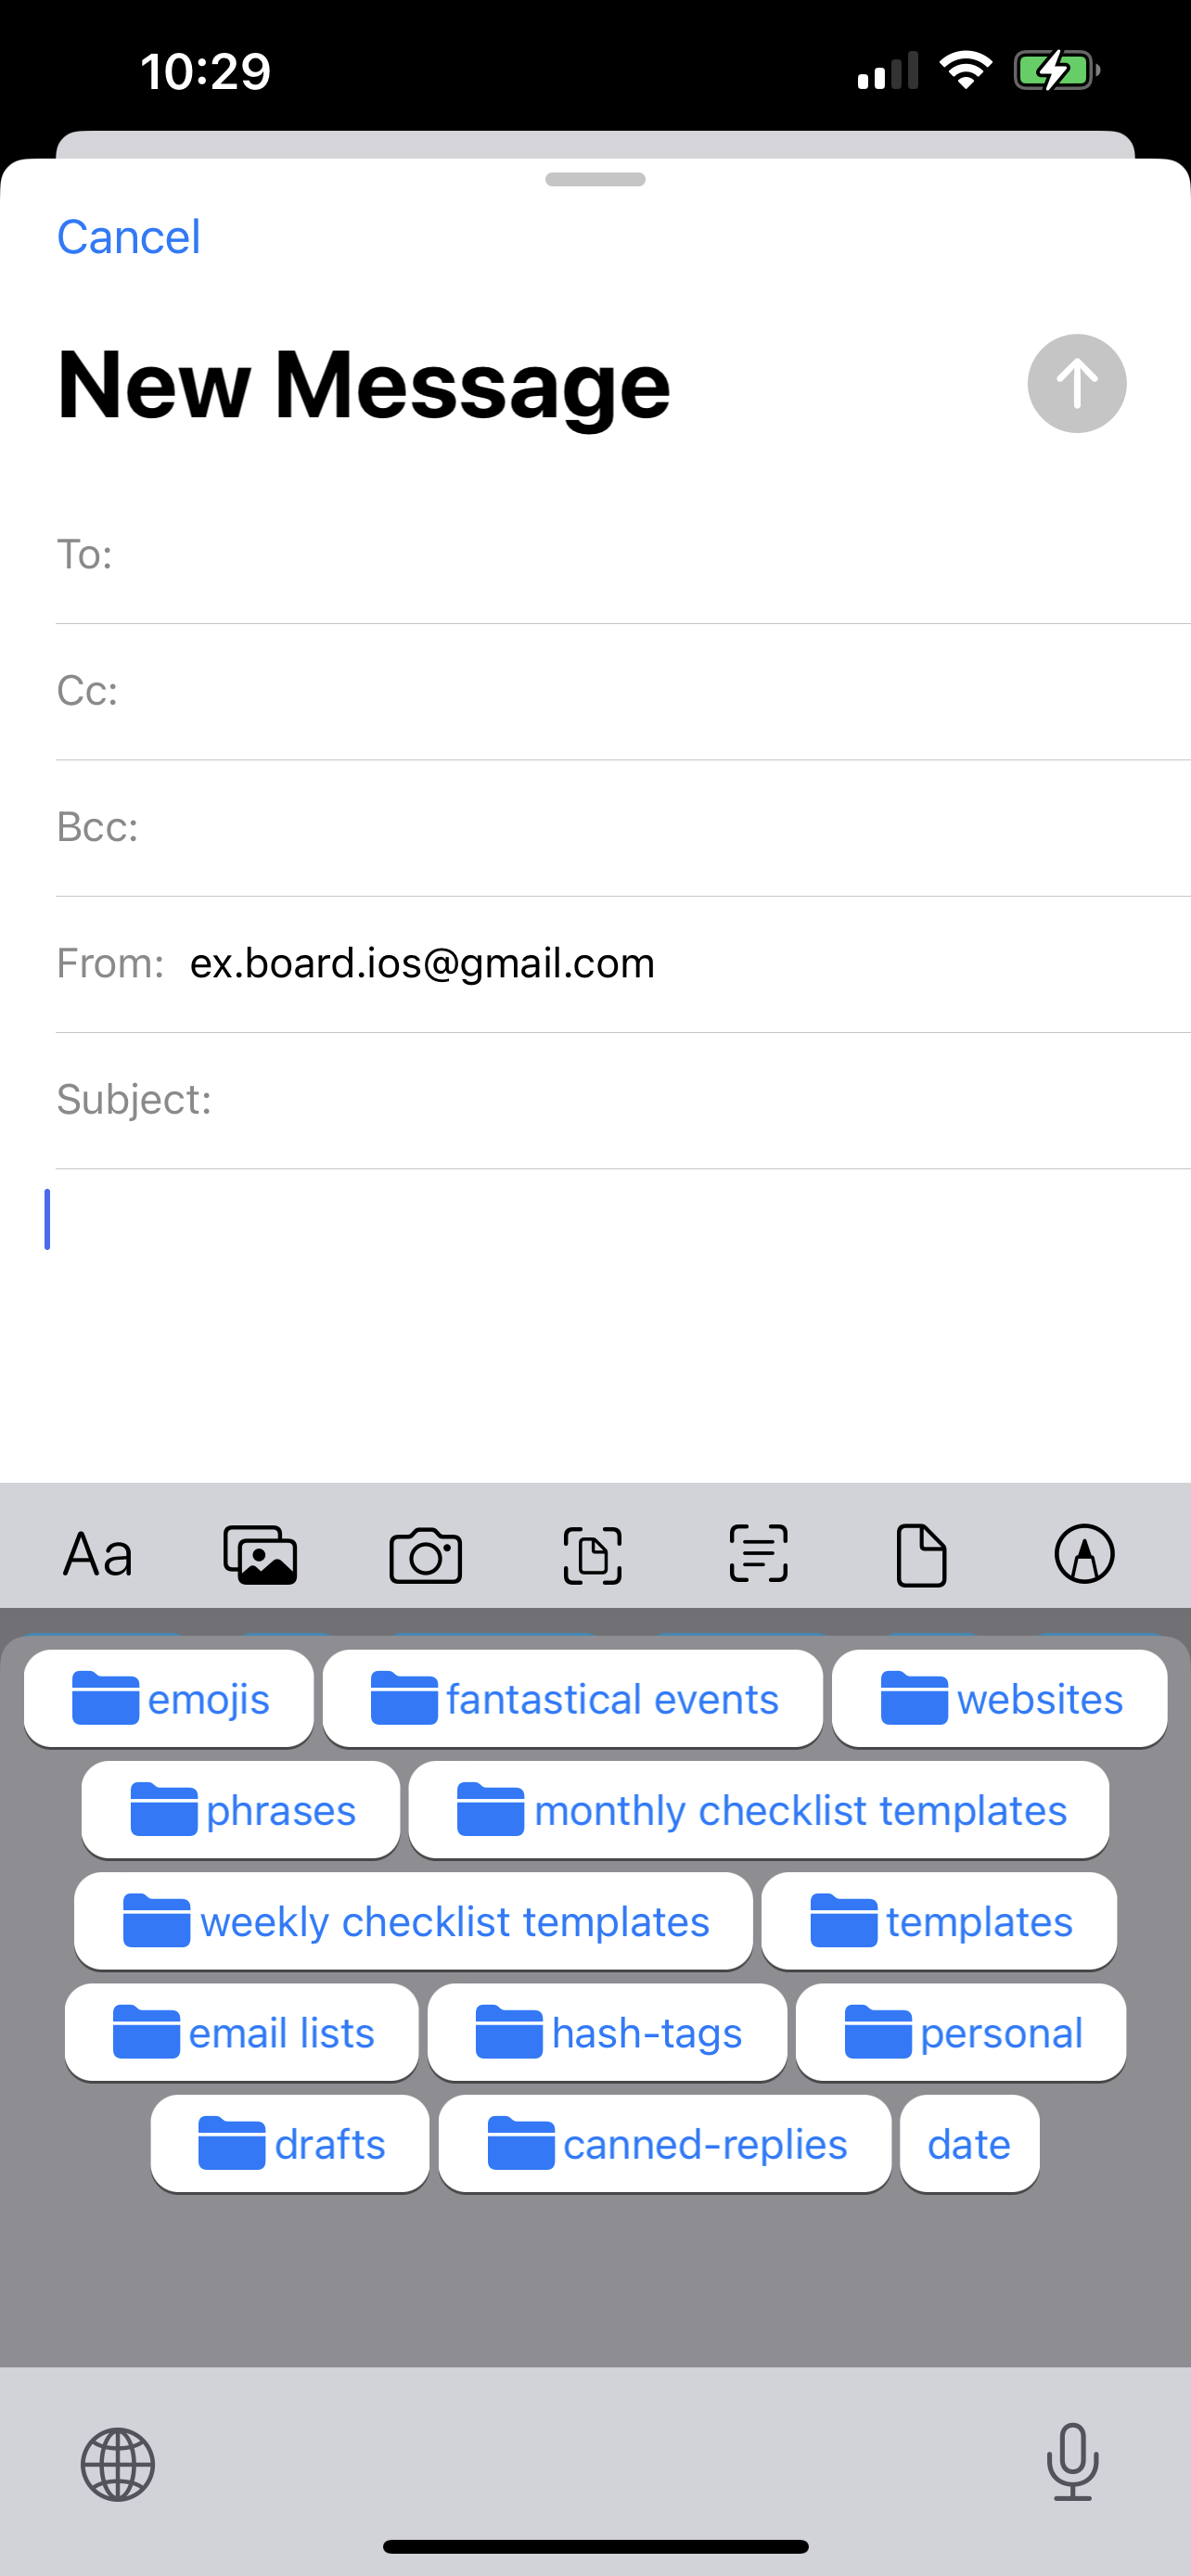 10:29
Cancel
New Message
To:
Cc:
Bcc:
From: ex.board.ios@gmail.com
Subject:
Aa
emojis fantastical events websites
phrases monthly checklist templates
weekly checklist templates templates
email lists hash-tags personal
drafts canned-replies date